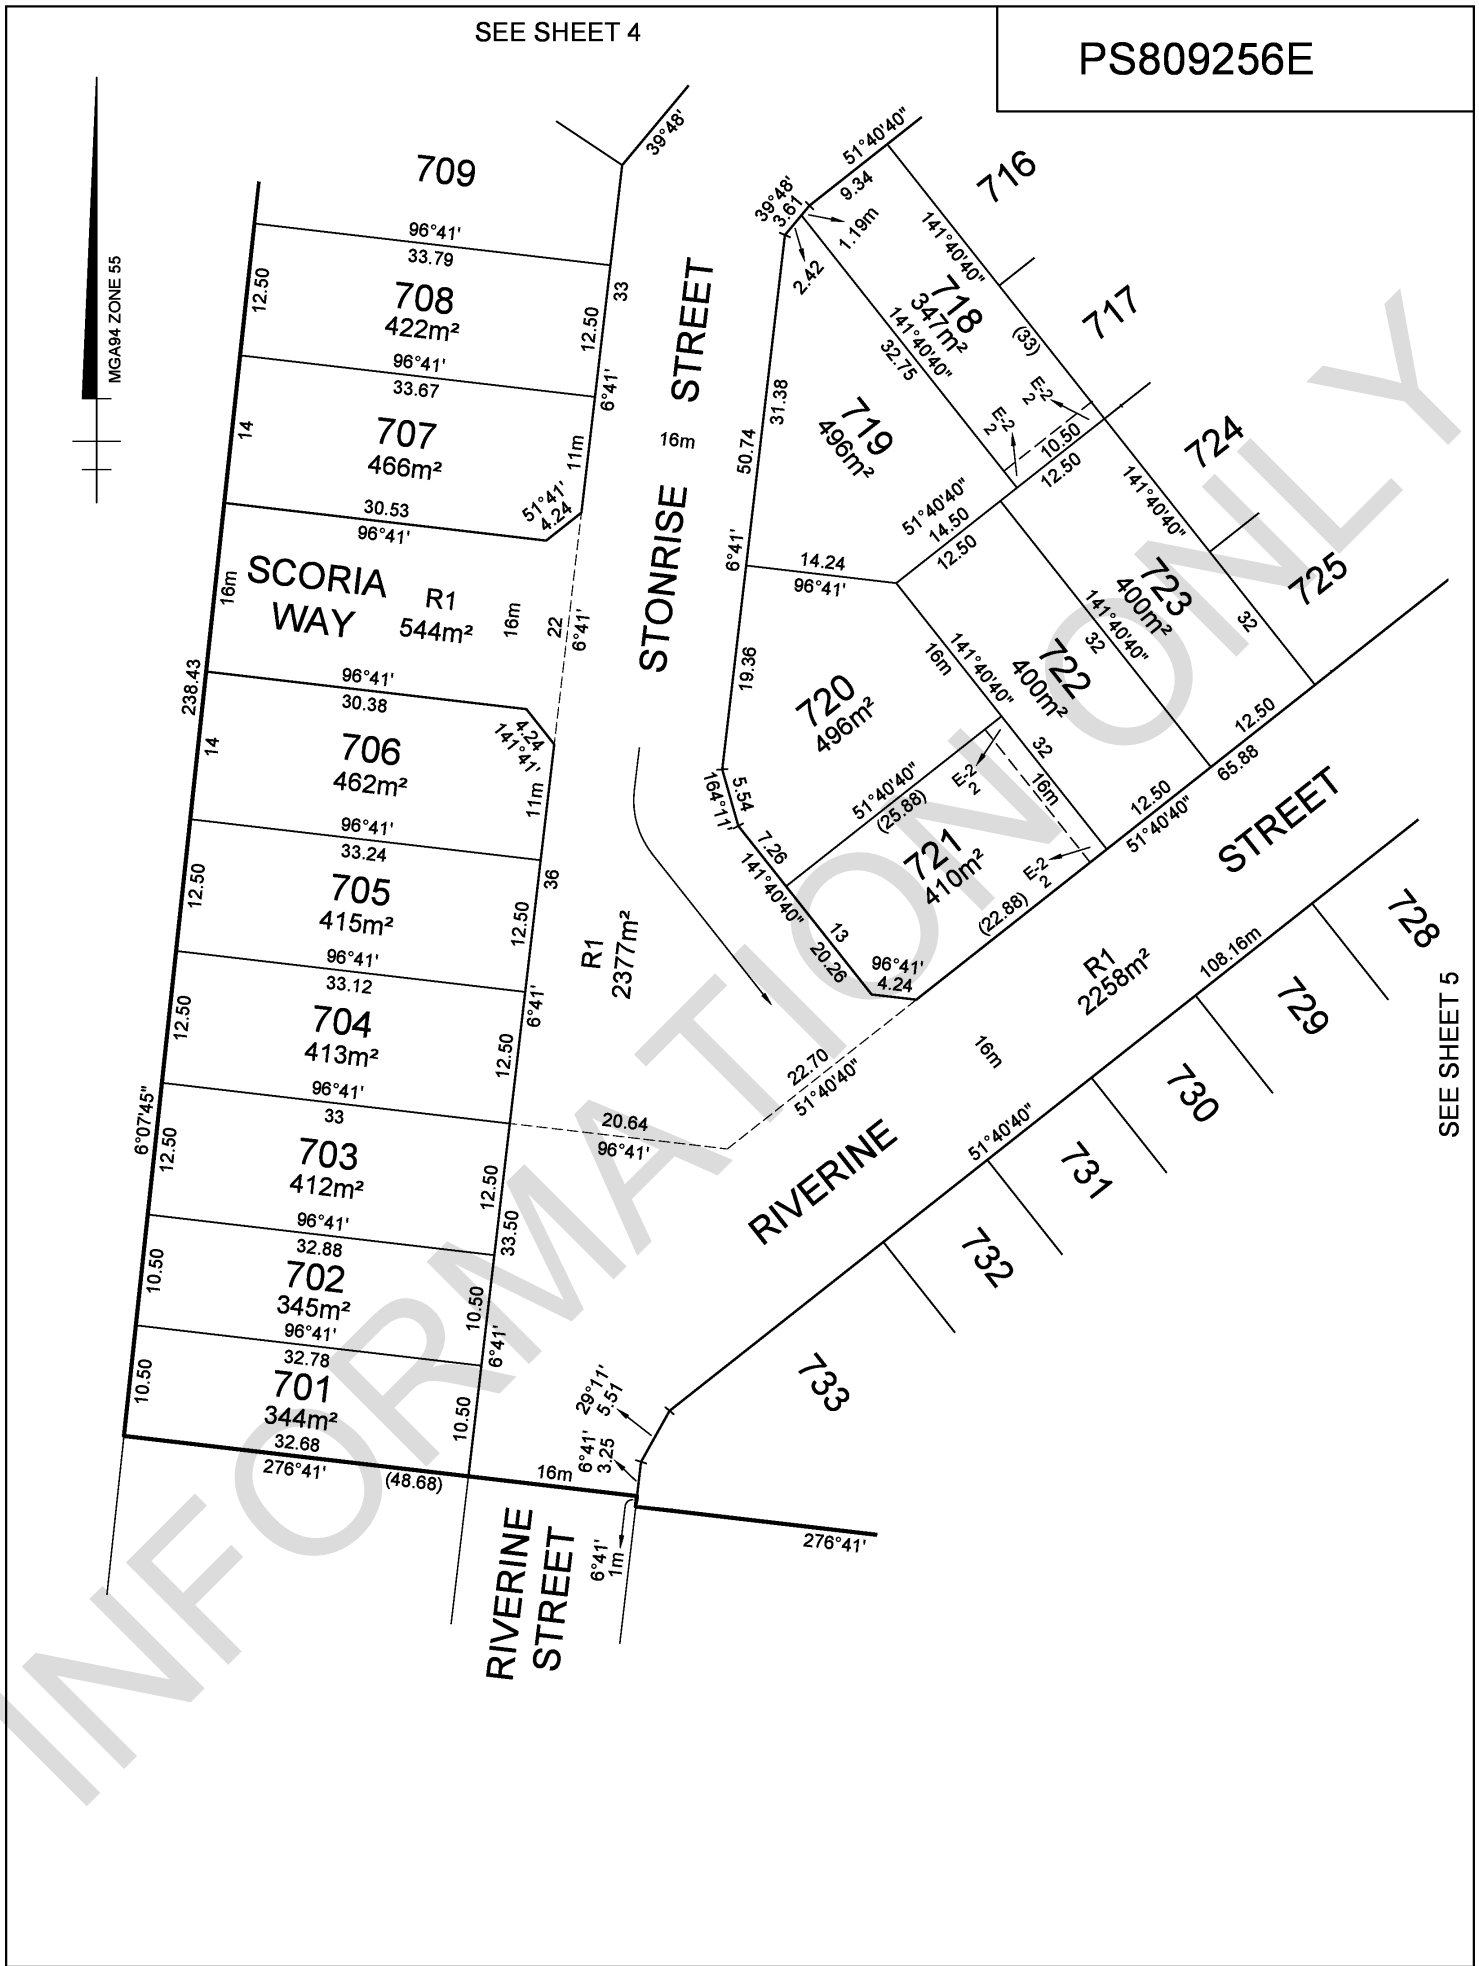 SEE SHEET 4
PS809256E
MGA94 ZONE 55
39°48'
709
96°41'
33.79
12.50
708
422m²
33
12.50
96°41'
33.67
6°41'
14
707
466m²
11m
30.53
96°41'
51°41'
4.24
STONRISE STREET
16m
SCORIA
WAY
R1
544m²
16m
16m
22
6°41'
238.43
96°41'
30.38
4.24
141°41'
14
706
462m²
11m
96°41'
33.24
36
12.50
705
415m²
12.50
96°41'
33.12
6°41'
12.50
704
413m²
12.50
96°41'
33
6°07'45"
12.50
703
412m²
12.50
33.50
96°41'
32.88
10.50
702
345m²
10.50
6°41'
96°41'
32.78
10.50
701
344m²
10.50
32.68
276°41'
(48.68)
16m
R1
2377m²
20.64
96°41'
22.70
51°40'40"
51°40'40"
9.34
39°48'
3.61
1.19m
2.42
716
141°40'40"
718
347m²
(33)
717
141°40'40"
32.75
E-2
2
E-2
2
10.50
12.50
31.38
50.74
719
496m²
51°40'40"
14.50
12.50
6°41'
14.24
96°41'
724
141°40'40"
723
400m²
32
725
141°40'40"
32
722
400m²
141°40'40"
16m
32
16m
19.36
720
496m²
5.54
164°11'
7.26
141°40'40"
51°40'40"
(25.88)
E-2
2
721
410m²
E-2
2
(22.88)
13
20.26
96°41'
4.24
12.50
51°40'40"
12.50
65.88
RIVERINE STREET
R1
2258m²
16m
108.16m
51°40'40"
728
729
730
731
732
733
SEE SHEET 5
29°11'
5.51
6°41'
3.25
6°41'
1m
276°41'
RIVERINE
STREET
INFORMATION ONLY